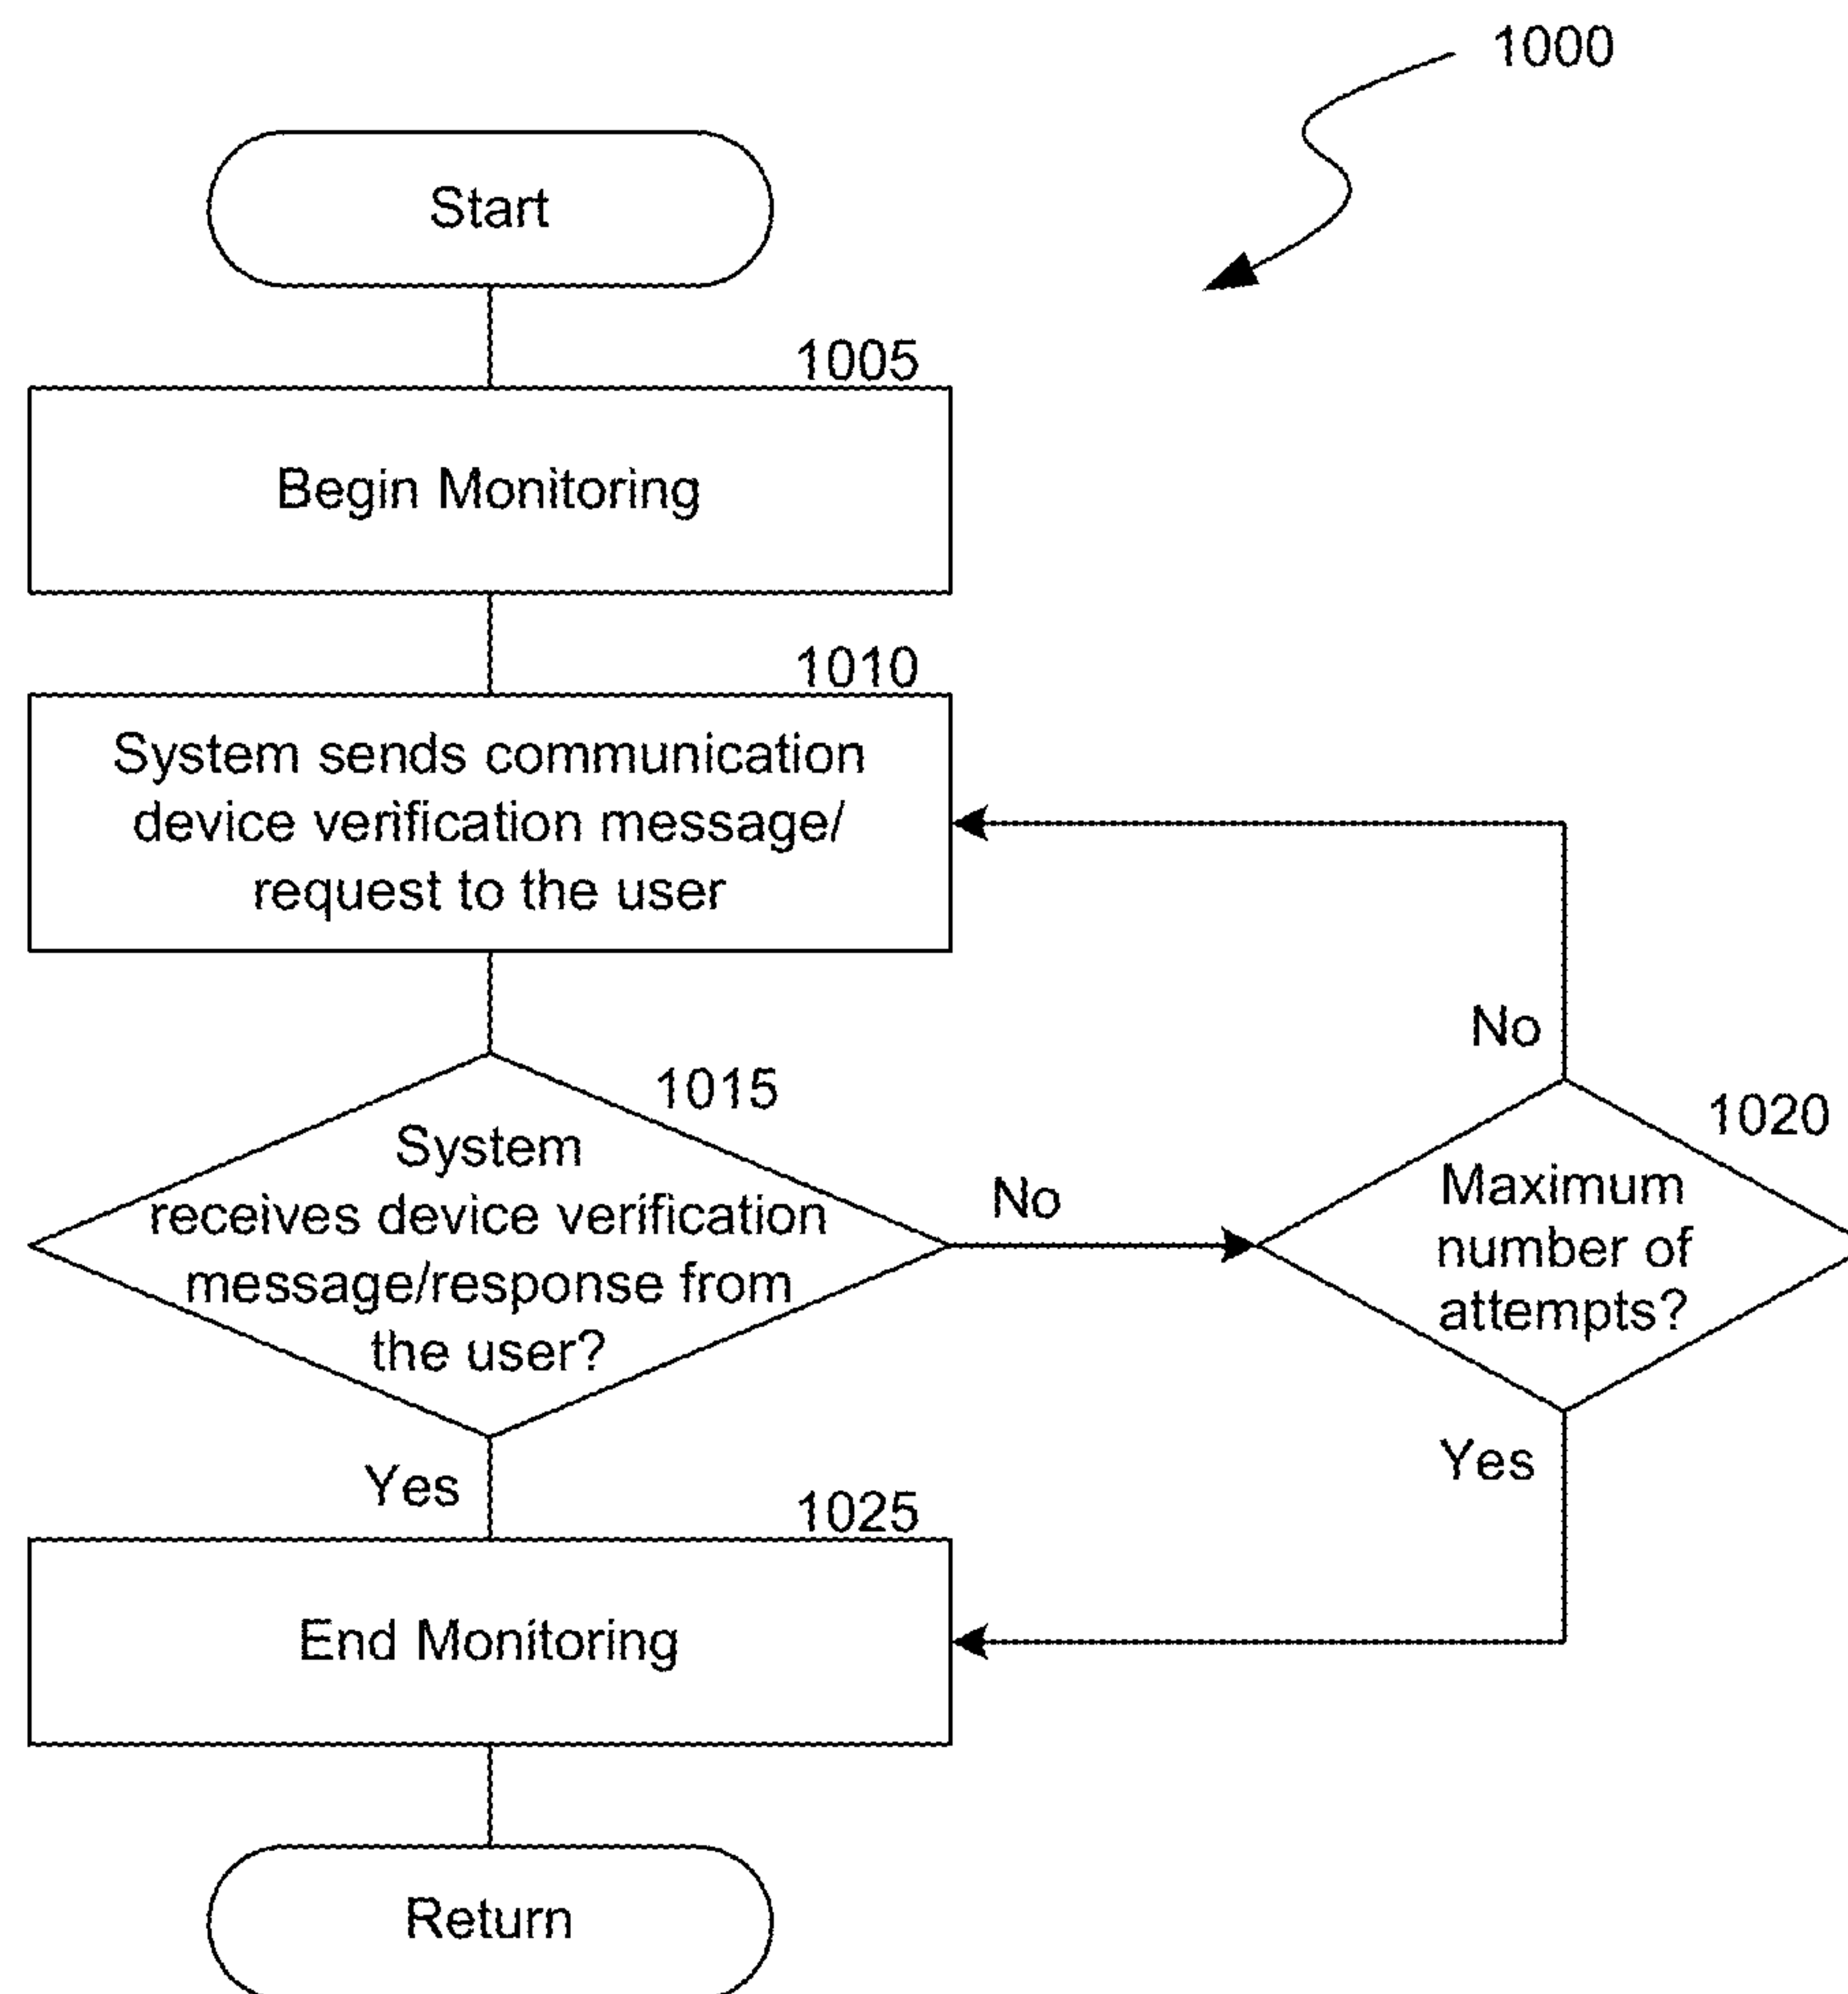 1000
Start
1005
Begin Monitoring
1010
System sends communication
device verification message/
request to the user
No
1015
1020
System
receives device verification
message/response from
the user?
No
Maximum
number of
attempts?
Yes
Yes
1025
End Monitoring
Return